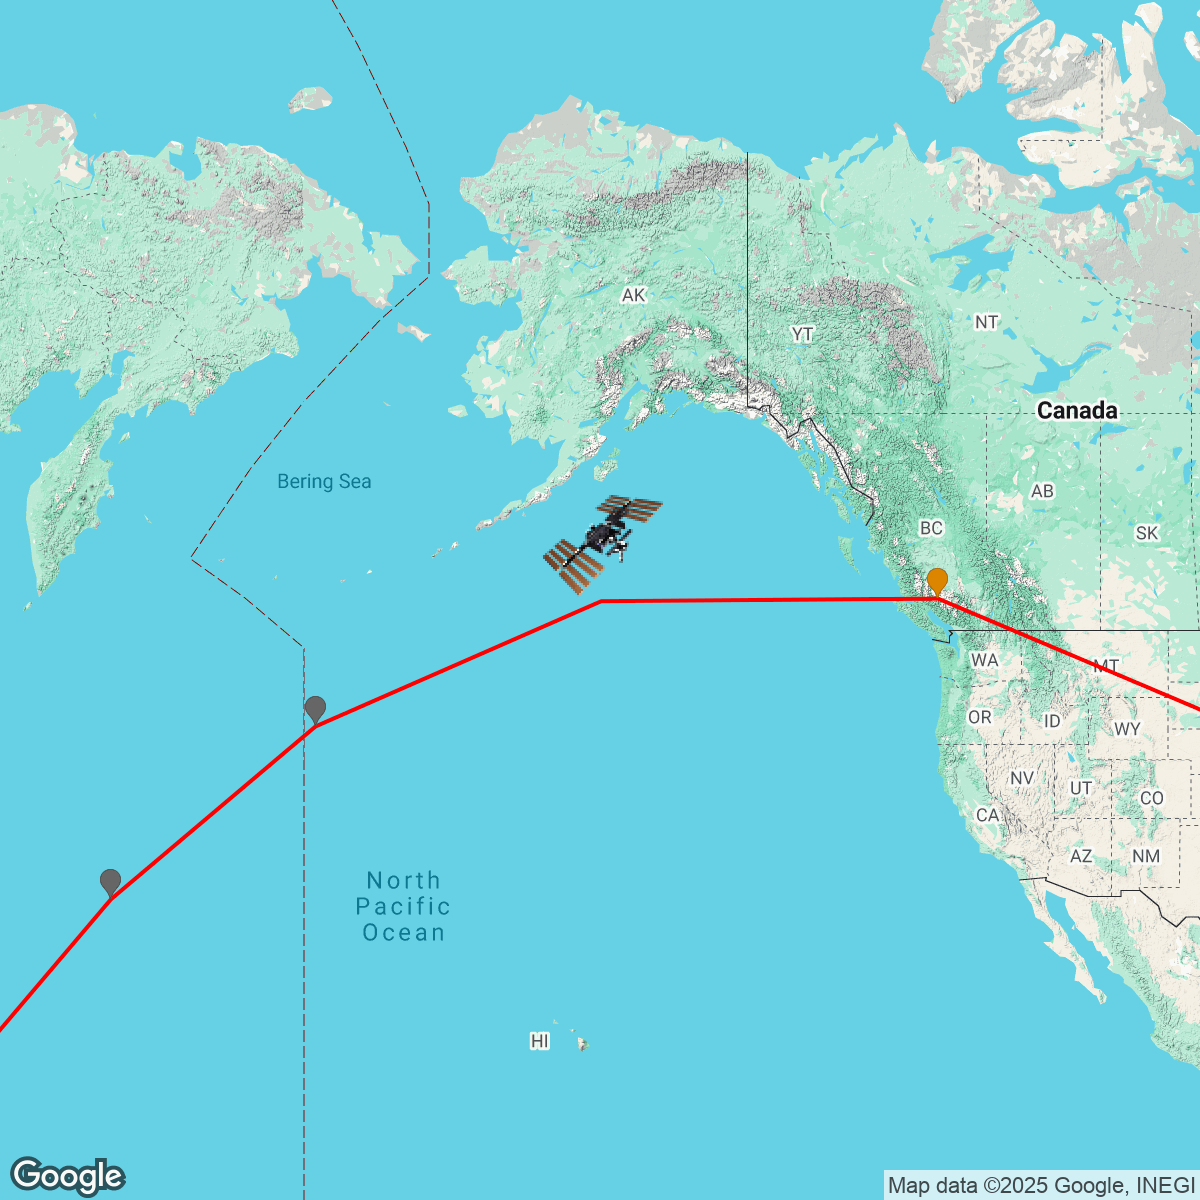 AK
YT
NT
Canada
Bering Sea
AB
BC
SK
WA
MT
OR
ID
WY
NV
UT
CO
CA
AZ
NM
North
Pacific
Ocean
HI
Google
Map data ©2025 Google, INEGI